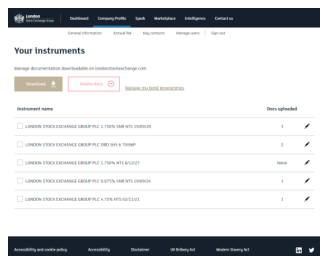 London
Stock Exchange Group
Dashboard Company Profile Spark Marketplace Intelligence Contact us
General information Annual fee Key contacts Manage users Sign out
Your instruments
Manage documentation downloadable on londonstockexchange.com
Download Delete docs Manage my bond programmes
Instrument name Docs uploaded
LONDON STOCK EXCHANGE GROUP PLC 1.750% SNR NTS 19/09/29 1
LONDON STOCK EXCHANGE GROUP PLC ORD SHS 6 79/86P 2
LONDON STOCK EXCHANGE GROUP PLC 1.750% NTS 6/12/27 None
LONDON STOCK EXCHANGE GROUP PLC 0.875% SNR NTS 19/09/24 1
LONDON STOCK EXCHANGE GROUP PLC 4.75% NTS 02/11/21 1
Accessibility and cookie policy Accessibility Disclaimer UK Bribery Act Modern Slavery Act